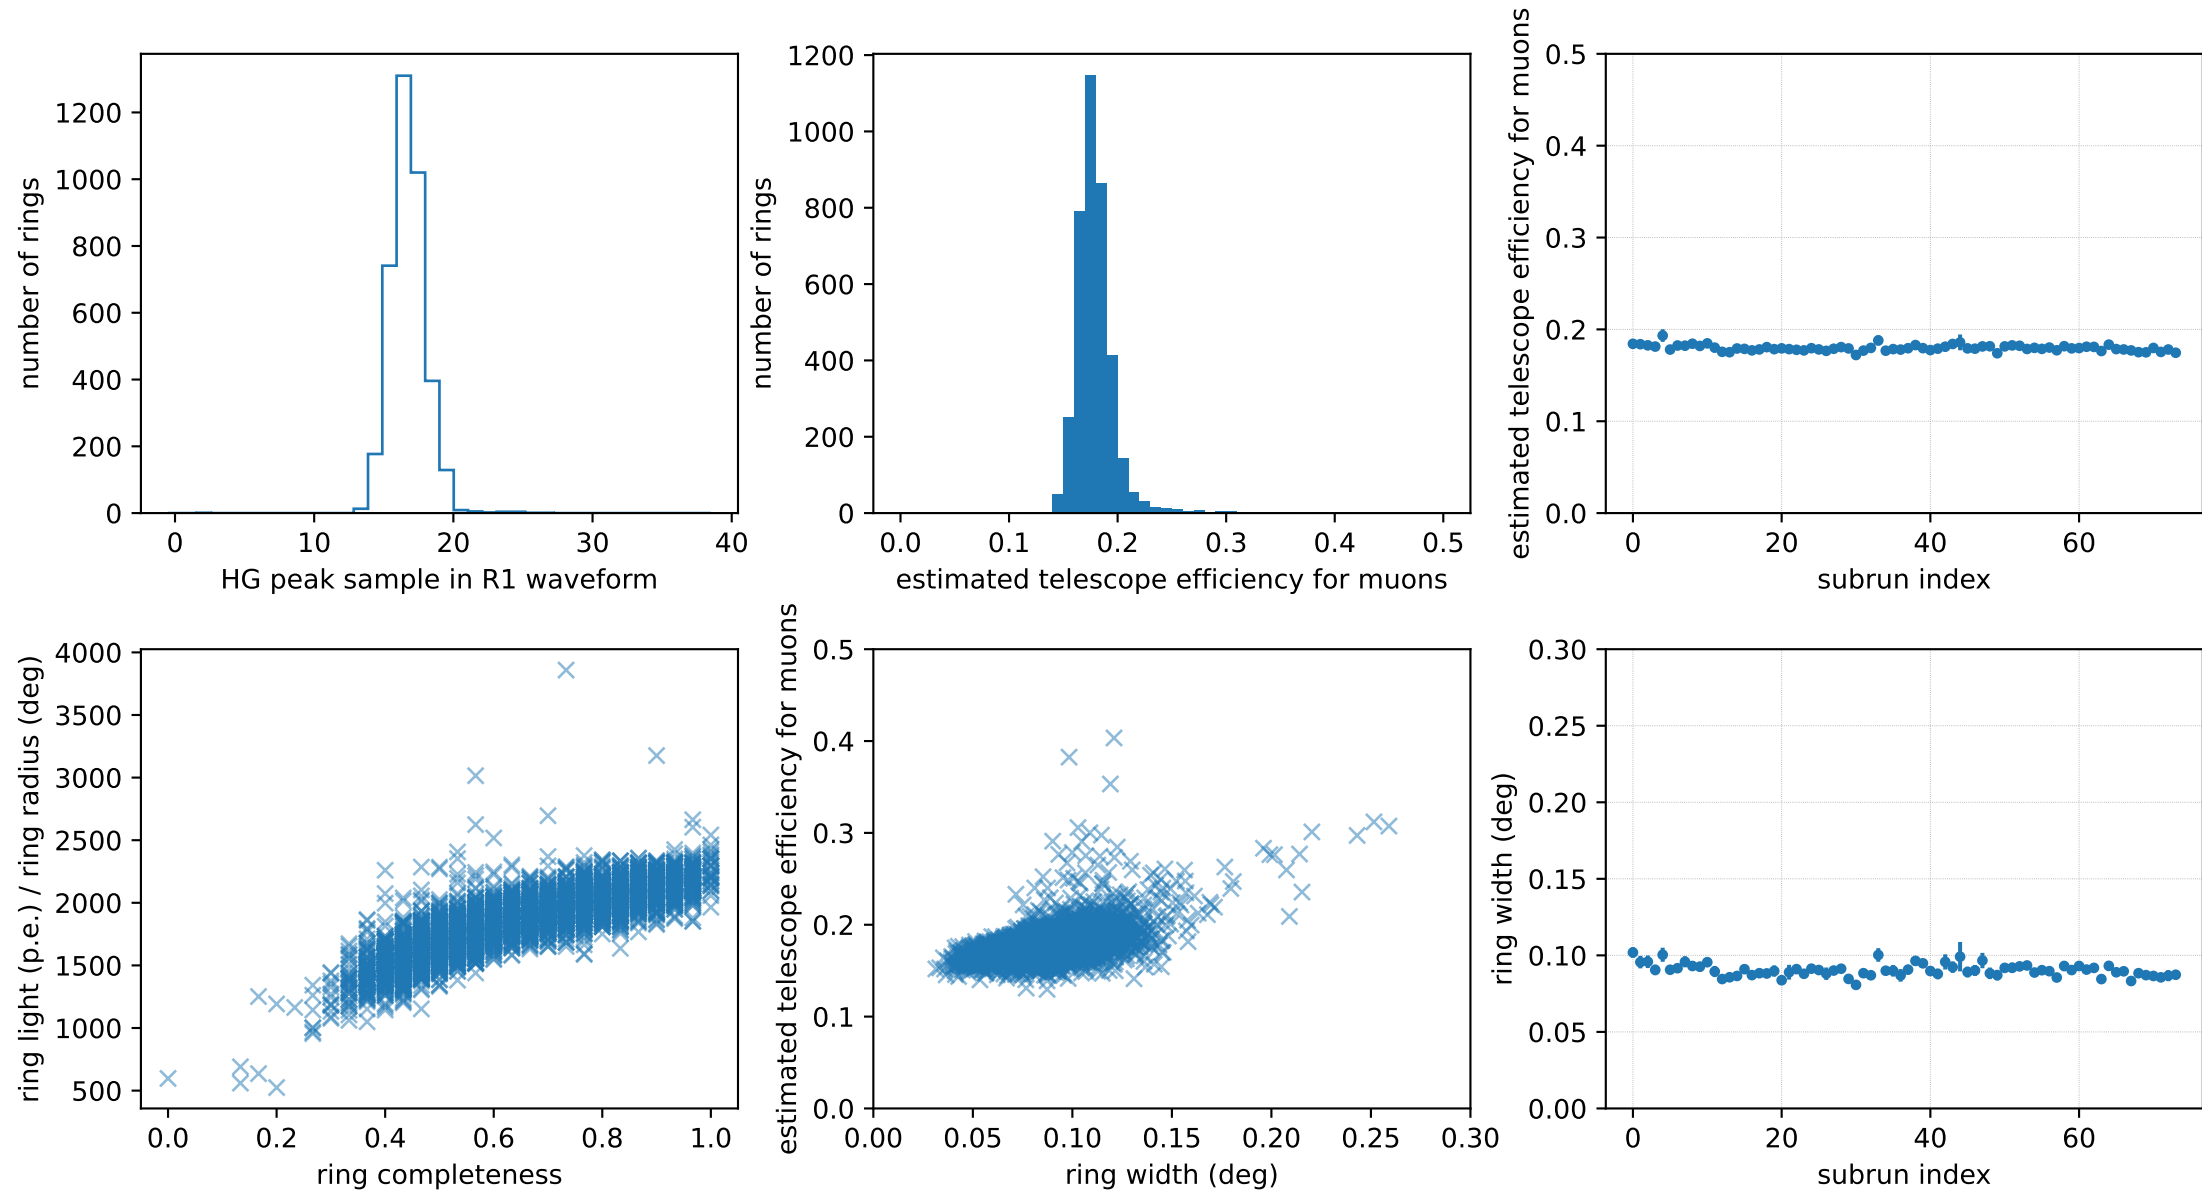 1200
1000
800
600
400
200
0
number of rings
0 10 20 30 40
HG peak sample in R1 waveform
1200
1000
800
600
400
200
0
number of rings
0.0 0.1 0.2 0.3 0.4 0.5
estimated telescope efficiency for muons
0.5
0.4
0.3
0.2
0.1
0.0
estimated telescope efficiency for muons
0 20 40 60
subrun index
4000
3500
3000
2500
2000
1500
1000
500
ring light (p.e.) / ring radius (deg)
0.0 0.2 0.4 0.6 0.8 1.0
ring completeness
0.5
0.4
0.3
0.2
0.1
0.0
estimated telescope efficiency for muons
0.00 0.05 0.10 0.15 0.20 0.25 0.30
ring width (deg)
0.30
0.25
0.20
0.15
0.10
0.05
0.00
ring width (deg)
0 20 40 60
subrun index